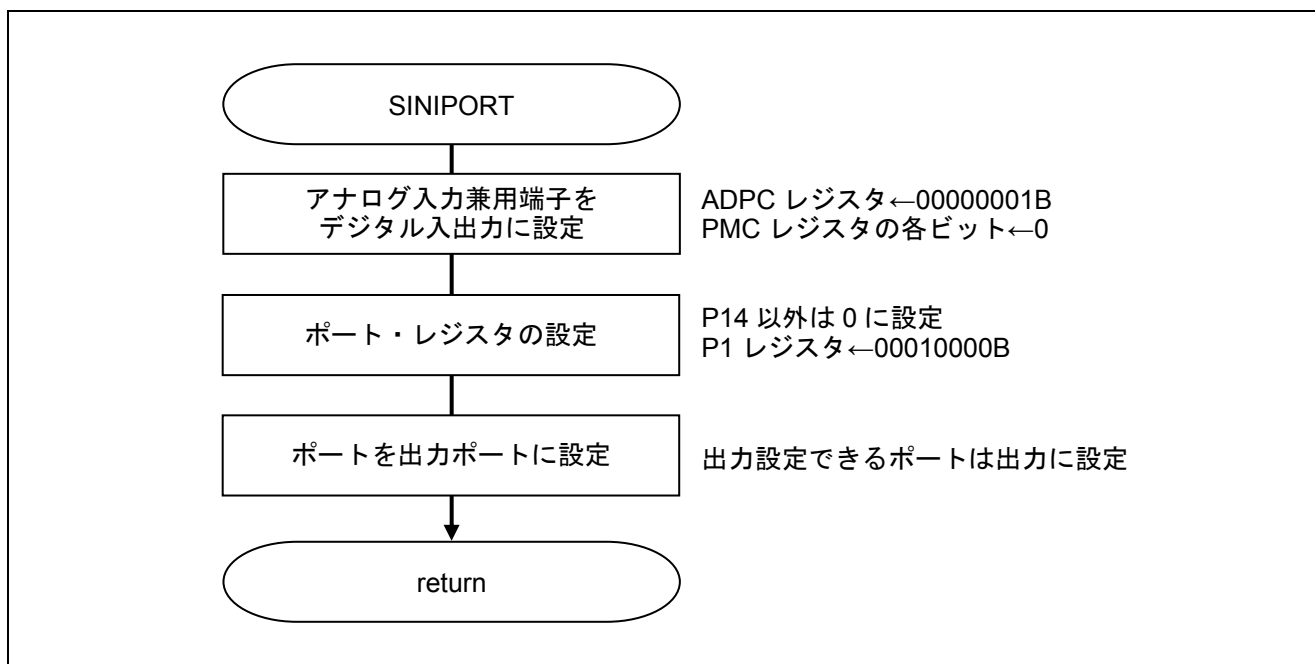 SINIPORT
アナログ入力兼用端子を
デジタル入出力に設定
ADPC レジスタ←00000001B
PMC レジスタの各ビット←0
ポート・レジスタの設定
P14 以外は 0 に設定
P1 レジスタ←00010000B
ポートを出力ポートに設定
出力設定できるポートは出力に設定
return